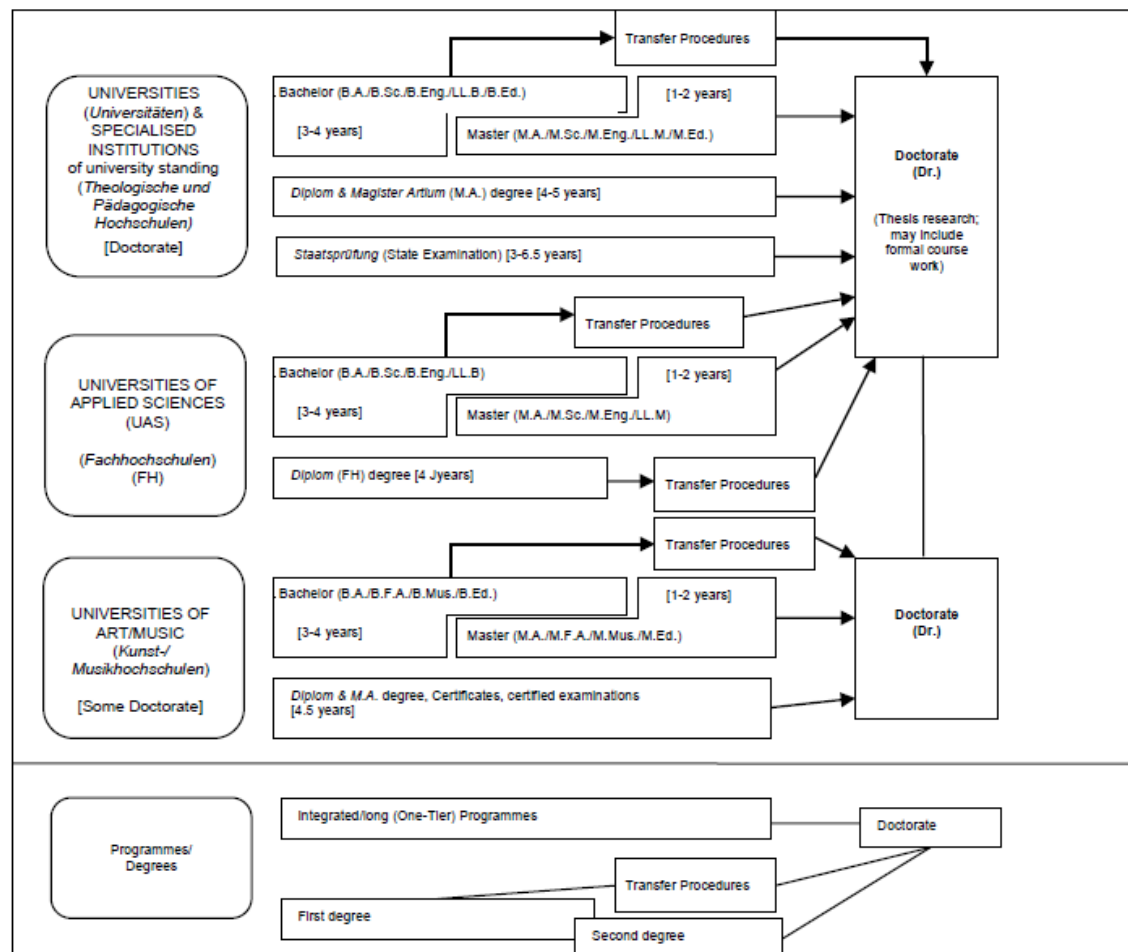 Transfer Procedures
UNIVERSITIES
(Universitäten) &
SPECIALISED
INSTITUTIONS
of university standing
(Theologische und
Pädagogische
Hochschulen)
[Doctorate]
. Bachelor (B.A./B.Sc./B.Eng./LL.B./B.Ed.)
[3-4 years]
[1-2 years]
Master (M.A./M.Sc./M.Eng./LL.M./M.Ed.)
Diplom & Magister Artium (M.A.) degree [4-5 years]
Staatsprüfung (State Examination) [3-6.5 years]
Doctorate
(Dr.)
(Thesis research;
may include
formal course
work)
Transfer Procedures
UNIVERSITIES OF
APPLIED SCIENCES
(UAS)
(Fachhochschulen)
(FH)
. Bachelor (B.A./B.Sc./B.Eng./LL.B)
[3-4 years]
[1-2 years]
Master (M.A./M.Sc./M.Eng./LL.M)
Diplom (FH) degree [4 Jyears]
Transfer Procedures
Transfer Procedures
UNIVERSITIES OF
ART/MUSIC
(Kunst-/
Musikhochschulen)
[Some Doctorate]
. Bachelor (B.A./B.F.A./B.Mus./B.Ed.)
[3-4 years]
[1-2 years]
Master (M.A./M.F.A./M.Mus./M.Ed.)
Diplom & M.A. degree, Certificates, certified examinations
[4.5 years]
Doctorate
(Dr.)
Programmes/
Degrees
Integrated/long (One-Tier) Programmes
Doctorate
Transfer Procedures
First degree
Second degree